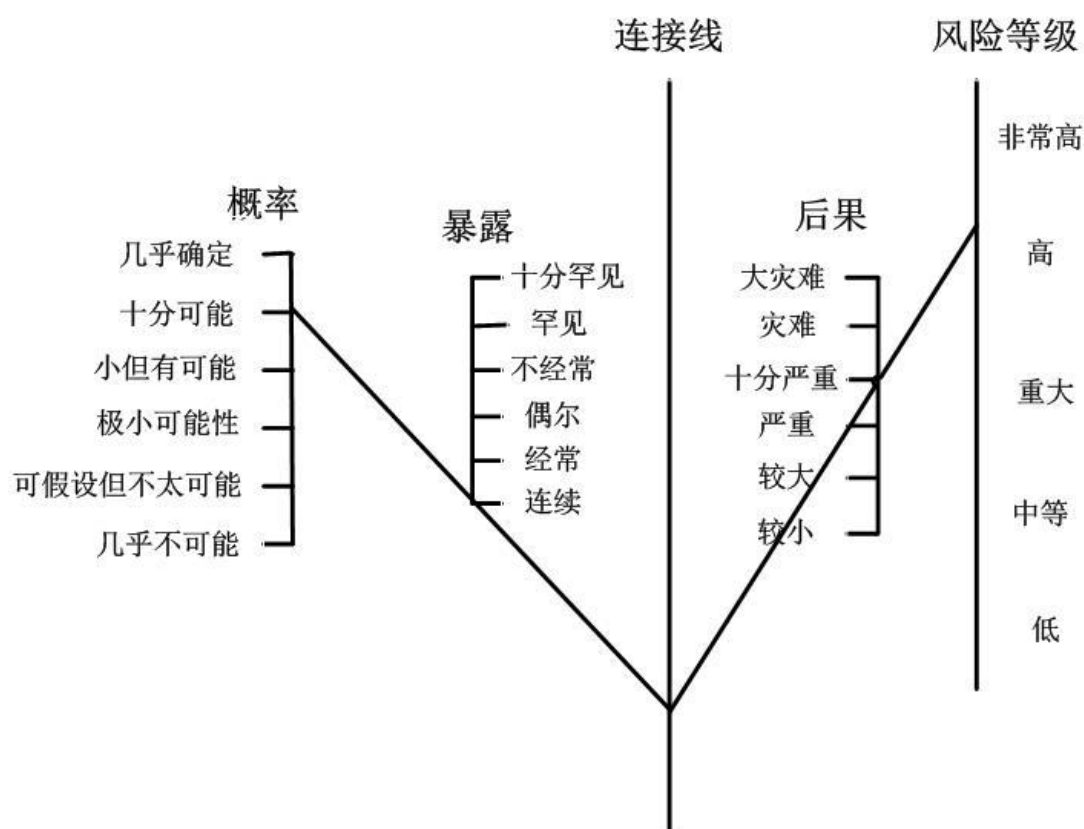 连接线
风险等级
概率
几乎确定
十分可能
小但有可能
极小可能性
可假设但不太可能
几乎不可能
暴露
十分罕见
罕见
不经常
偶尔
经常
连续
后果
大灾难
灾难
十分严重
严重
较大
较小
非常高
高
重大
中等
低